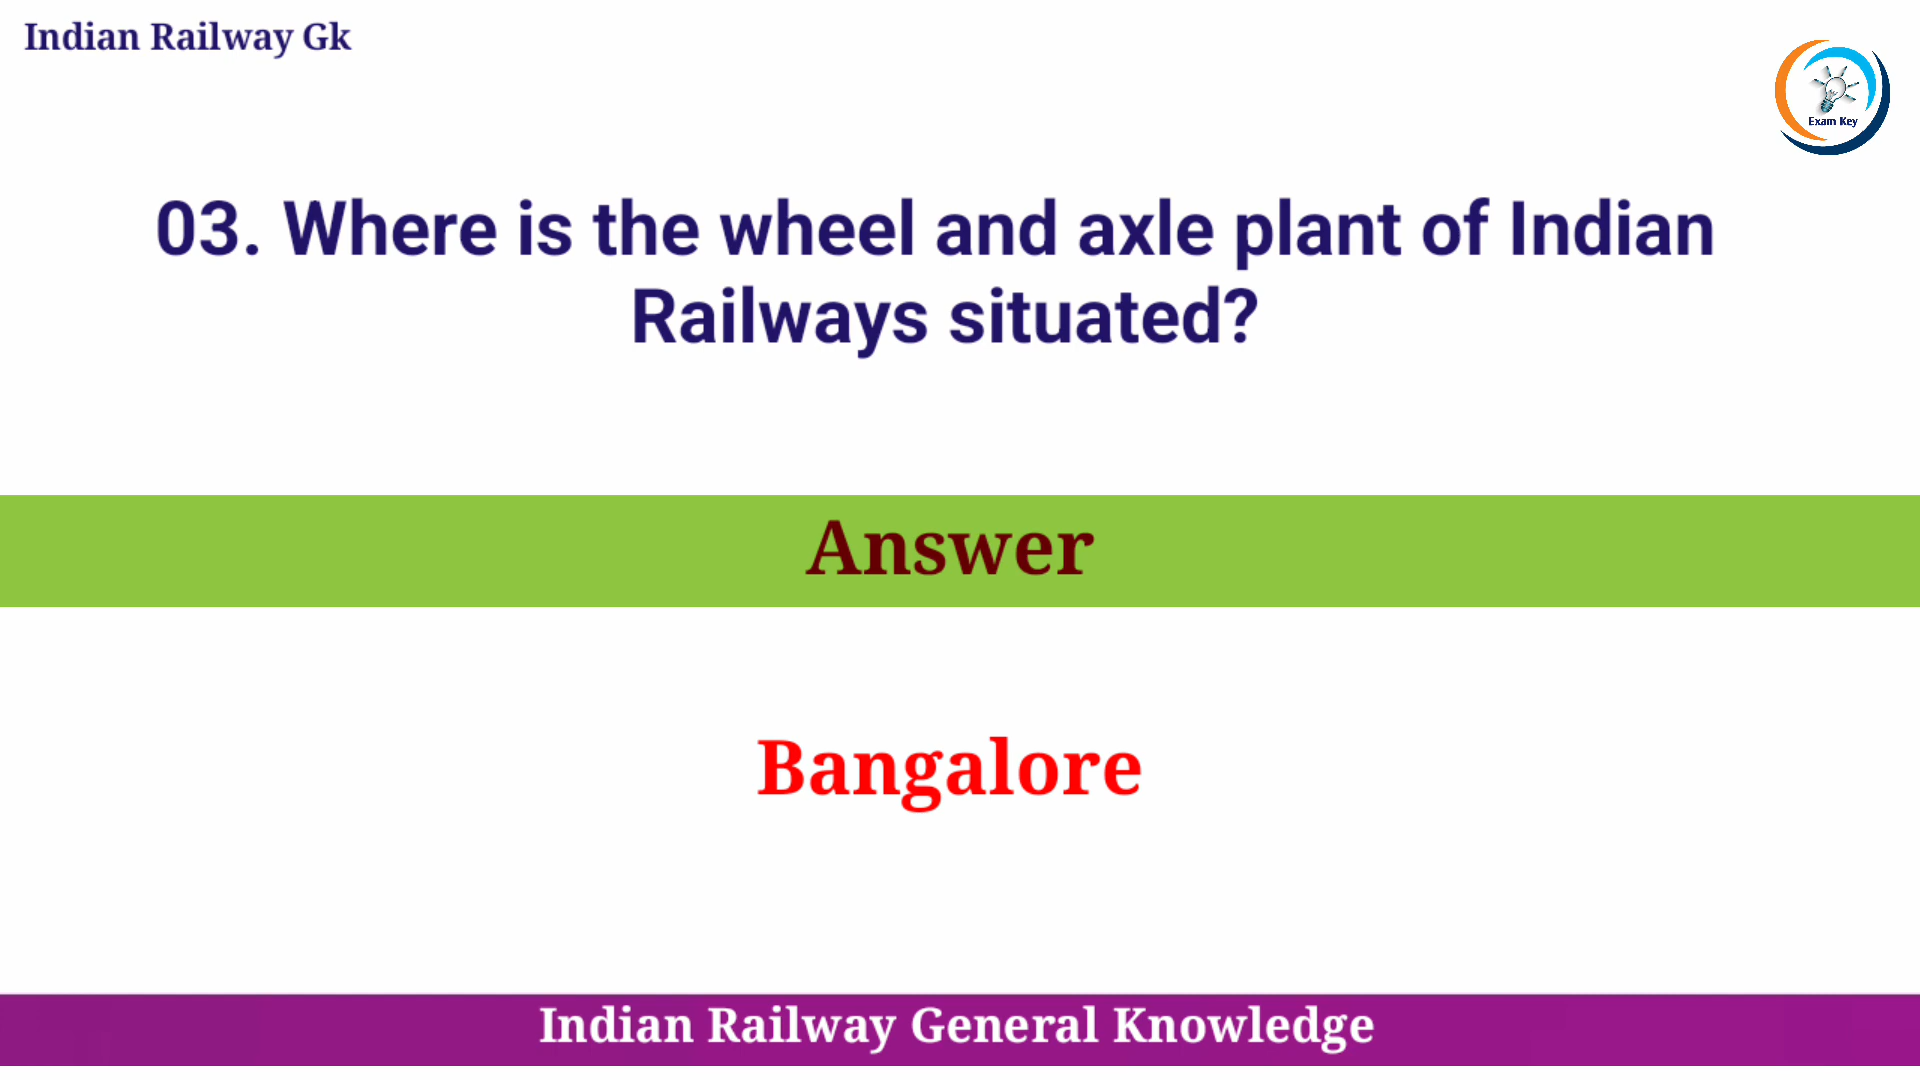 Indian Railway Gk
Exam Key
03. Where is the wheel and axle plant of Indian
Railways situated?
Answer
Bangalore
Indian Railway General Knowledge